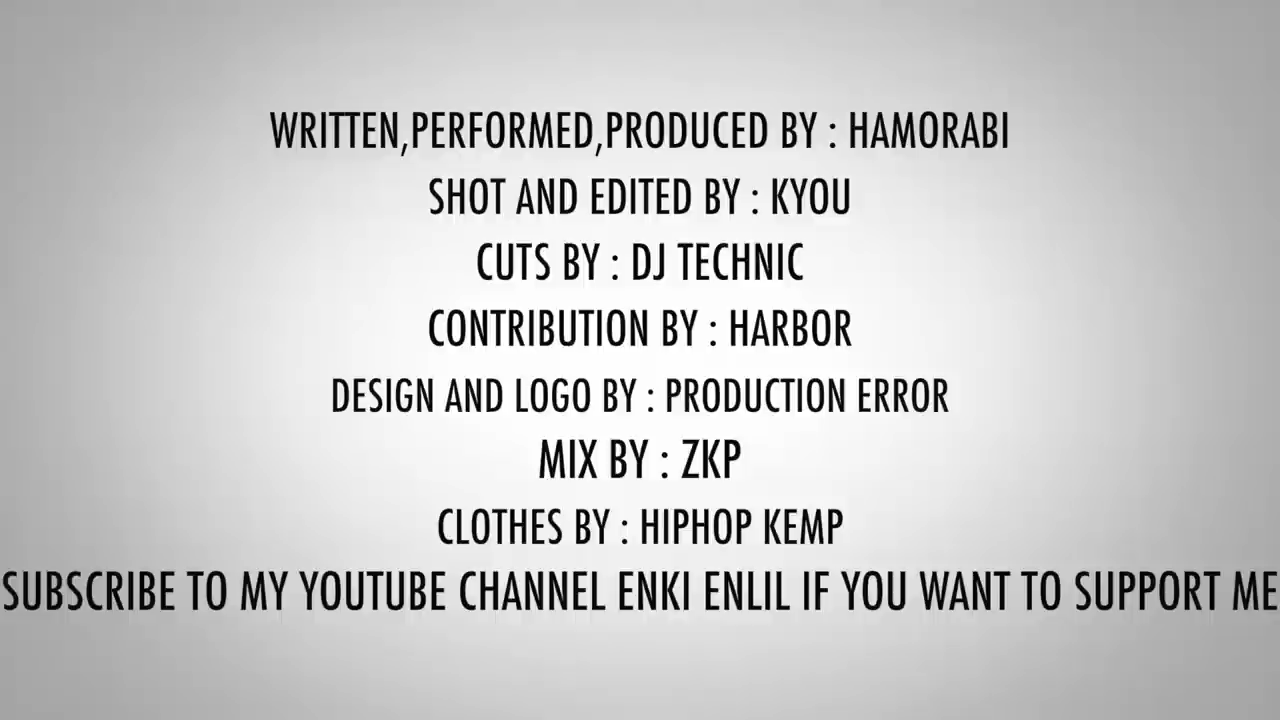 WRITTEN,PERFORMED,PRODUCED BY : HAMORABI
SHOT AND EDITED BY : KYOU
CUTS BY : DJ TECHNIC
CONTRIBUTION BY : HARBOR
DESIGN AND LOGO BY : PRODUCTION ERROR
MIX BY : ZKP
CLOTHES BY : HIPHOP KEMP
SUBSCRIBE TO MY YOUTUBE CHANNEL ENKI ENLIL IF YOU WANT TO SUPPORT ME